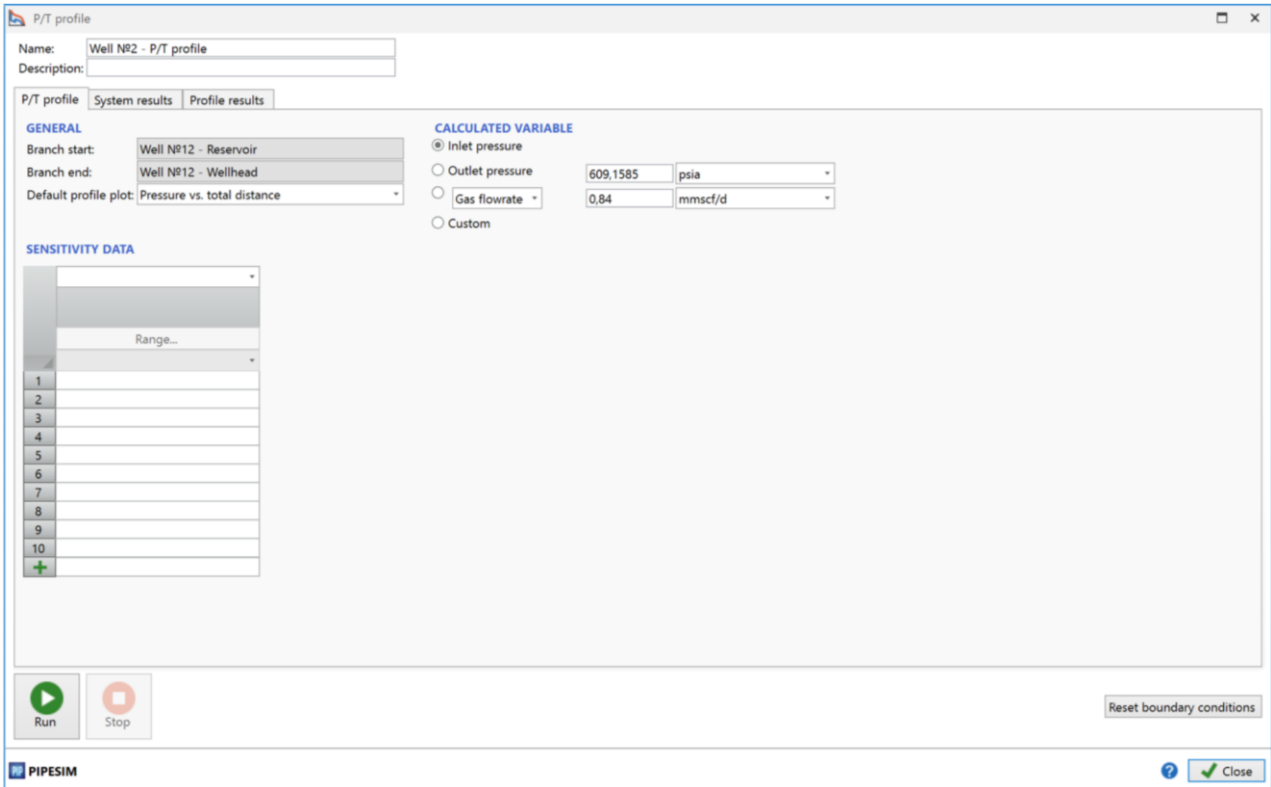 P/T profile
Name: Well №2 - P/T profile
Description:
P/T profile System results Profile results
GENERAL
Branch start: Well №12 - Reservoir
Branch end: Well №12 - Wellhead
Default profile plot: Pressure vs. total distance
CALCULATED VARIABLE
Inlet pressure
Outlet pressure 609,1585 psia
Gas flowrate 0,84 mmscf/d
Custom
SENSITIVITY DATA
Range...
1
2
3
4
5
6
7
8
9
10
Run
Stop
Reset boundary conditions
PIPESIM
Close